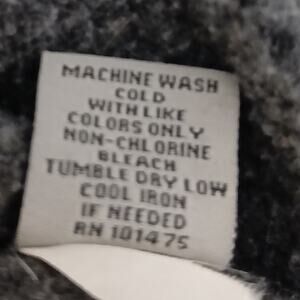 MACHINE WASH
COLD
WITH LIKE
COLORS ONLY
NON-CHLORINE
BLEACH
TUMBLE DRY LOW
COOL IRON
IF NEEDED
RN 101475